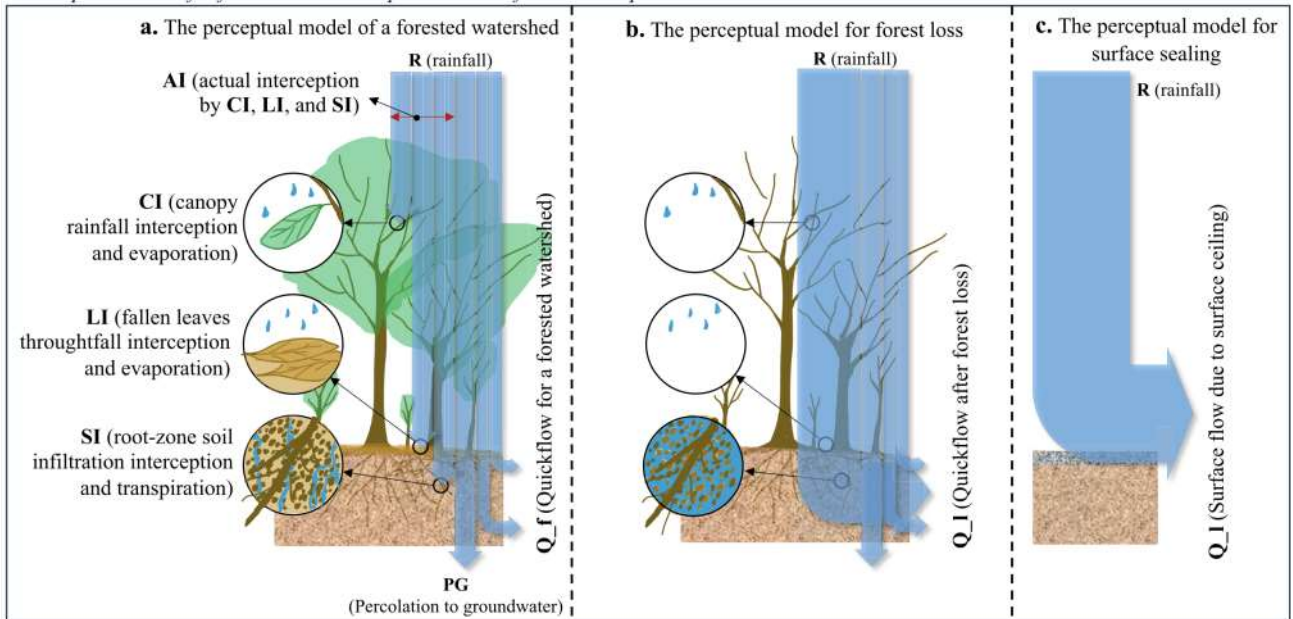 a. The perceptual model of a forested watershed
R (rainfall)
AI (actual interception
by CI, LI, and SI)
CI (canopy
rainfall interception
and evaporation)
LI (fallen leaves
throughtfall interception
and evaporation)
SI (root-zone soil
infiltration interception
and transpiration)
Q_f (Quickflow for a forested watershed)
PG
(Percolation to groundwater)
b. The perceptual model for forest loss
R (rainfall)
Q_l (Quickflow after forest loss)
c. The perceptual model for
surface sealing
R (rainfall)
Q_l (Surface flow due to surface ceiling)